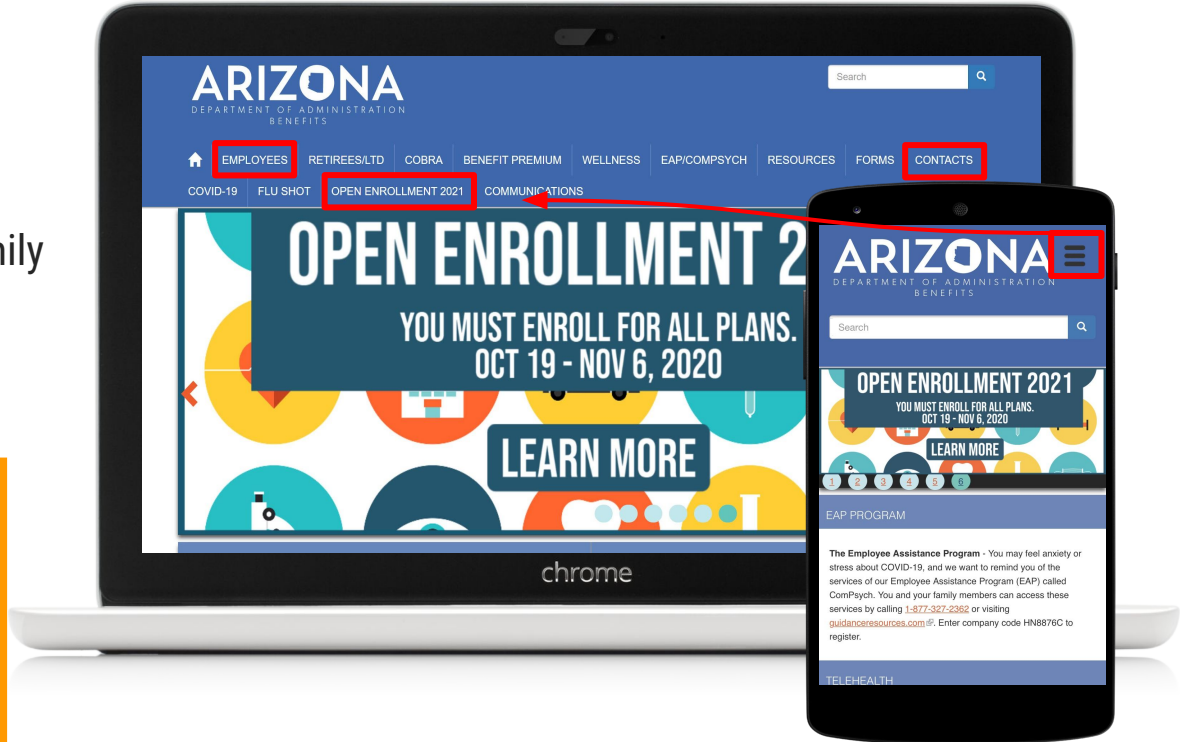 ARIZONA
DEPARTMENT OF ADMINISTRATION
BENEFITS
Search
EMPLOYEES RETIREES/LTD COBRA BENEFIT PREMIUM WELLNESS EAP/COMPSYCH RESOURCES FORMS CONTACTS
COVID-19 FLU SHOT OPEN ENROLLMENT 2021 COMMUNICATIONS
OPEN ENROLLMENT 2
YOU MUST ENROLL FOR ALL PLANS.
OCT 19 - NOV 6, 2020
LEARN MORE
chrome
ARIZONA
DEPARTMENT OF ADMINISTRATION
BENEFITS
Search
OPEN ENROLLMENT 2021
YOU MUST ENROLL FOR ALL PLANS.
OCT 19 - NOV 6, 2020
LEARN MORE
1 2 3 4 5 6
EAP PROGRAM
The Employee Assistance Program - You may feel anxiety or
stress about COVID-19, and we want to remind you of the
services of our Employee Assistance Program (EAP) called
ComPsych. You and your family members can access these
services by calling 1-877-327-2362 or visiting
guidanceresources.com. Enter company code HN8876C to
register.
TELEHEALTH